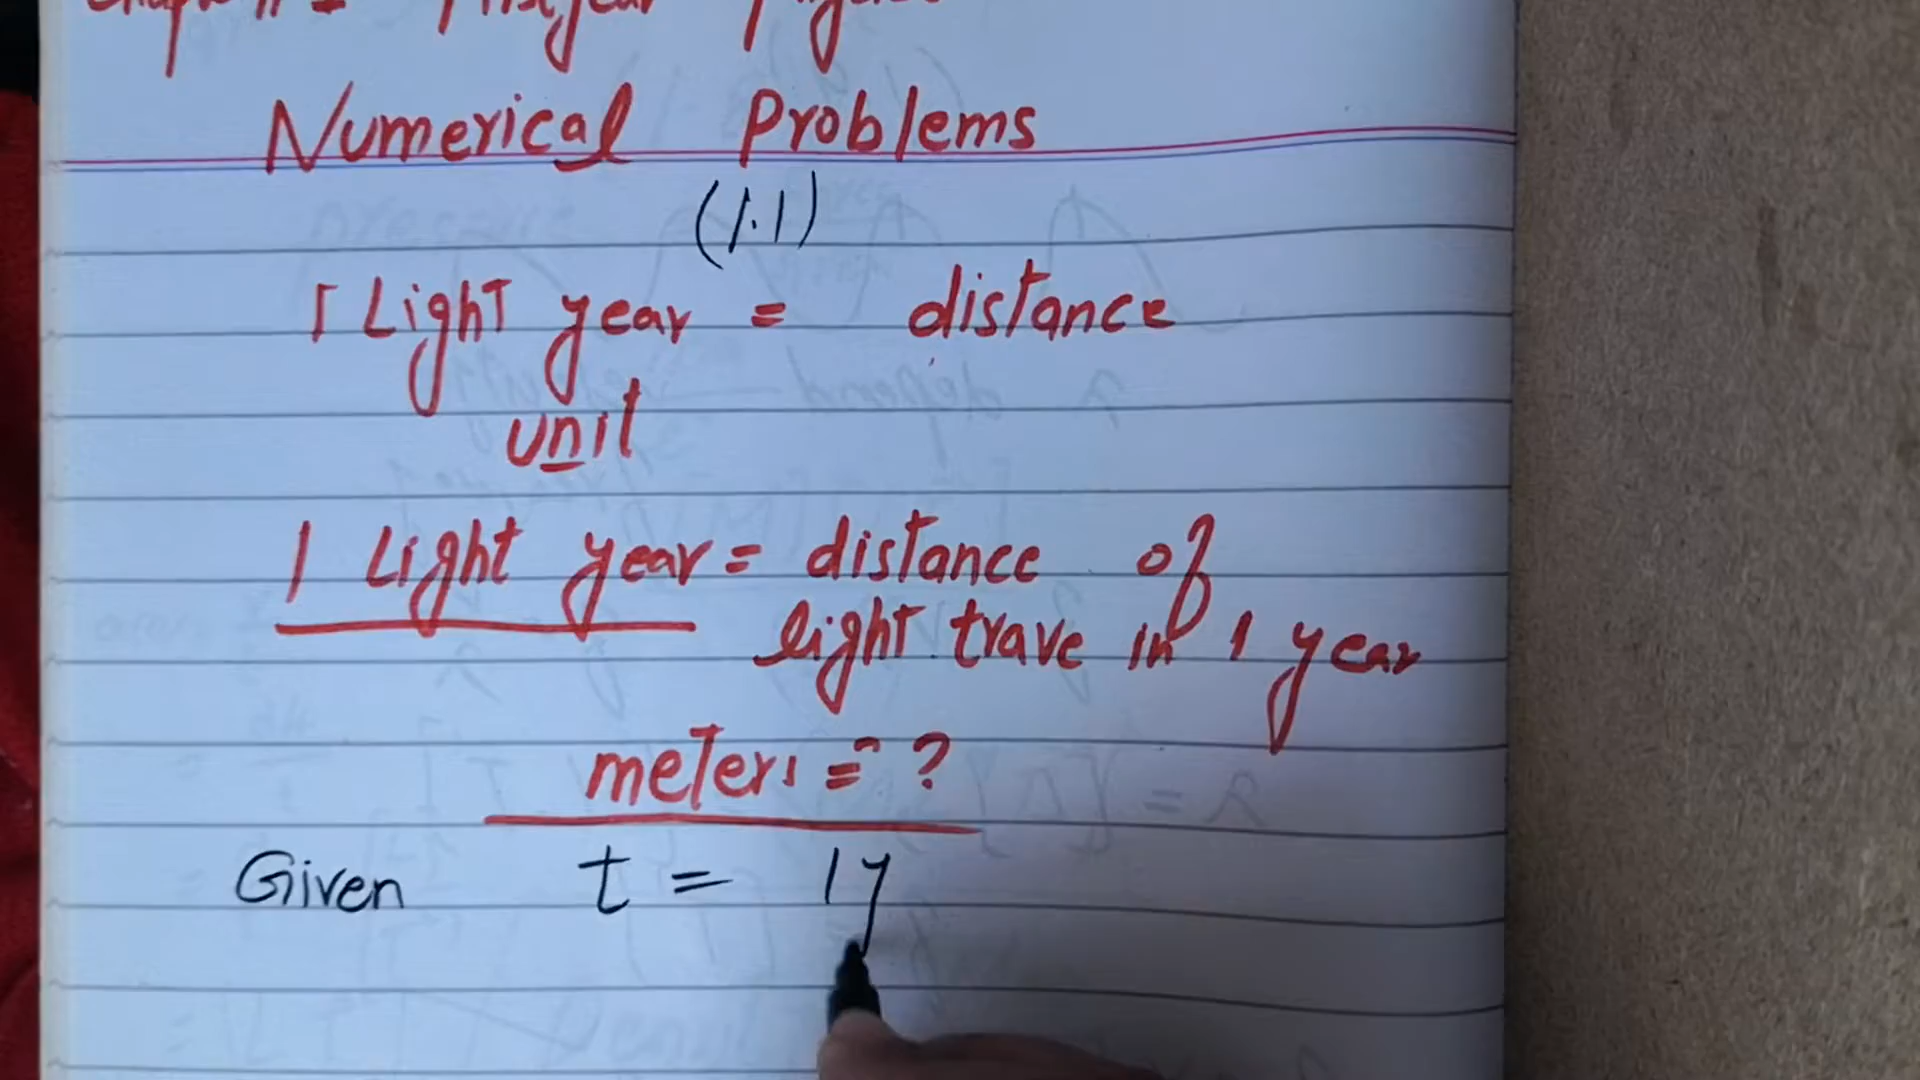 Numerical Problems
(1.1)
1 Light year = distance
unit
1 Light year = distance of
light trave in 1 year
meters = ?
Given t = 1y